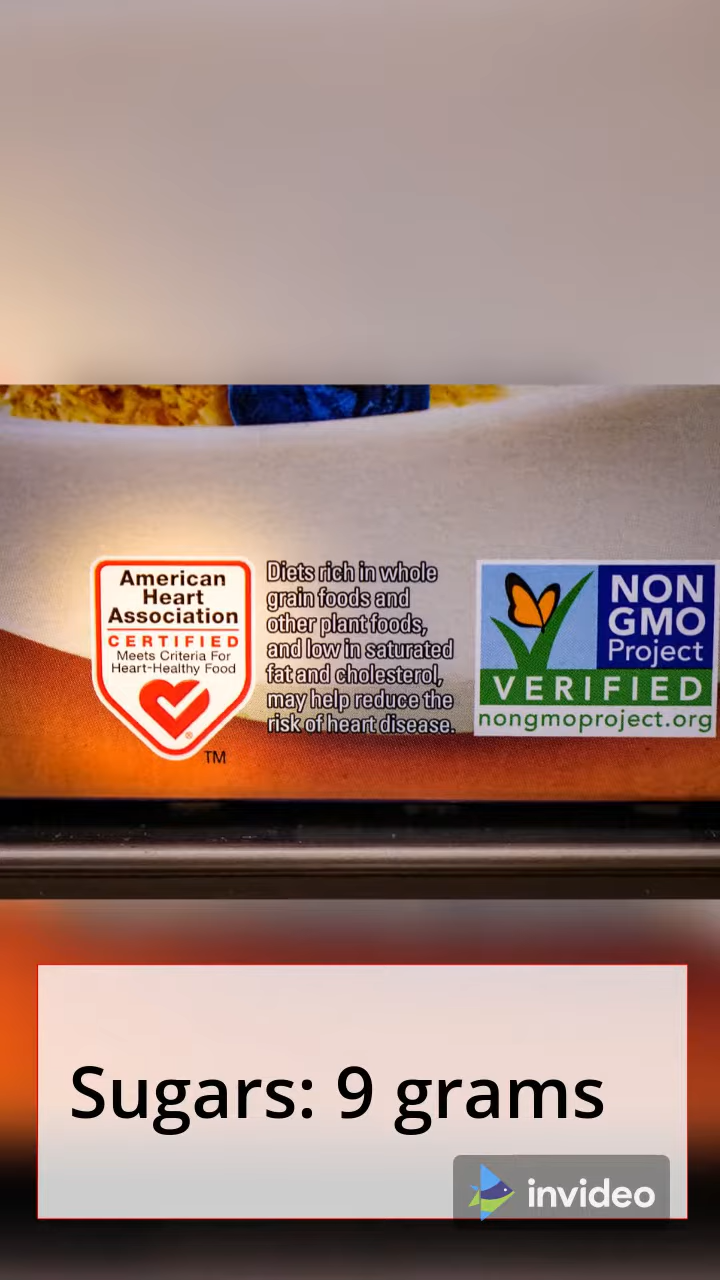 American
Heart
Association
CERTIFIED
Meets Criteria For
Heart-Healthy Food
®
TM
Diets rich in whole
grain foods and
other plant foods,
and low in saturated
fat and cholesterol,
may help reduce the
risk of heart disease.
NON
GMO
Project
VERIFIED
nongmoproject.org
Sugars: 9 grams
invideo